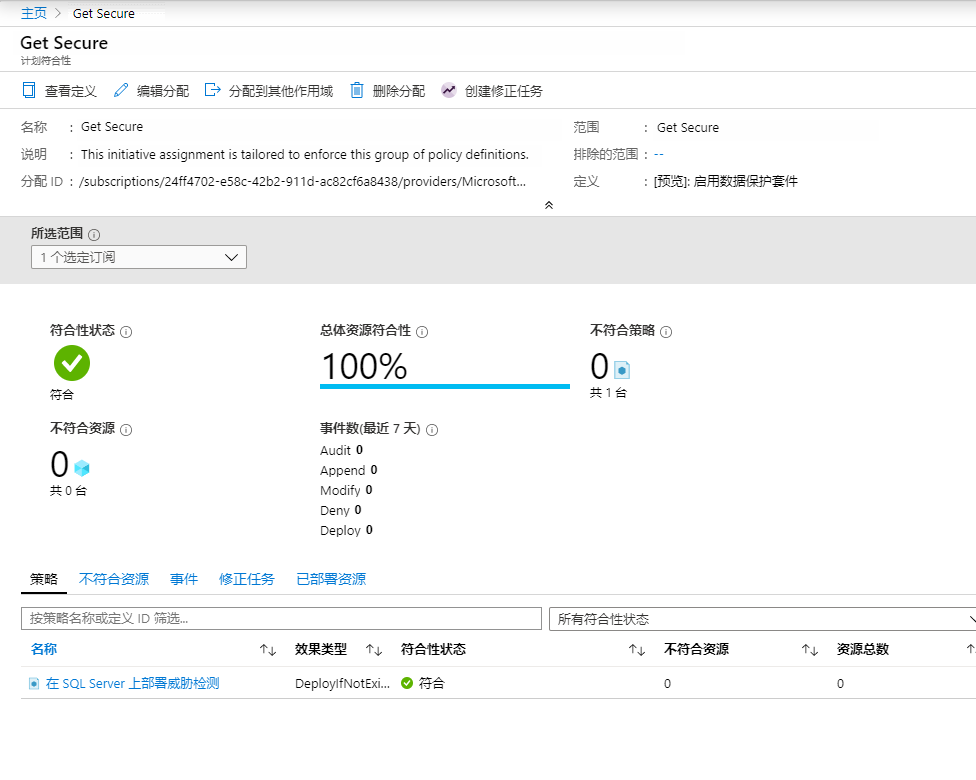 主页 > Get Secure
Get Secure
计划符合性
查看定义 编辑分配 分配到其他作用域 删除分配 创建修正任务
名称 : Get Secure
范围 : Get Secure
说明 : This initiative assignment is tailored to enforce this group of policy definitions.
排除的范围 : --
分配 ID : /subscriptions/24ff4702-e58c-42b2-911d-ac82cf6a8438/providers/Microsoft...
定义 : [预览]: 启用数据保护套件
所选范围
1 个选定订阅
符合性状态
符合
总体资源符合性
100%
不符合策略
0
共 1 台
不符合资源
0
共 0 台
事件数(最近 7 天)
Audit 0
Append 0
Modify 0
Deny 0
Deploy 0
策略 不符合资源 事件 修正任务 已部署资源
按策略名称或定义 ID 筛选... 所有符合性状态
名称 效果类型 符合性状态 不符合资源 资源总数
在 SQL Server 上部署威胁检测 DeployIfNotExi... 符合 0 0